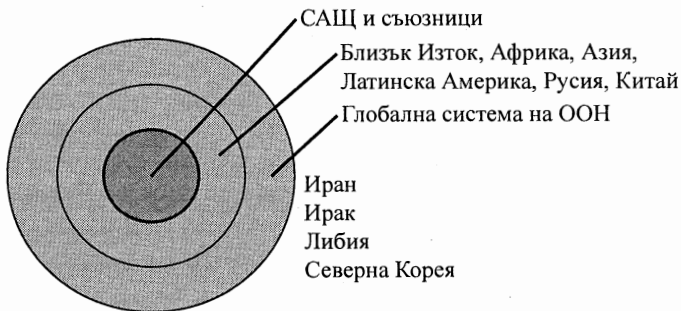 САЩ и съюзници
Близък Изток, Африка, Азия,
Латинска Америка, Русия, Китай
Глобална система на ООН
Иран
Ирак
Либия
Северна Корея